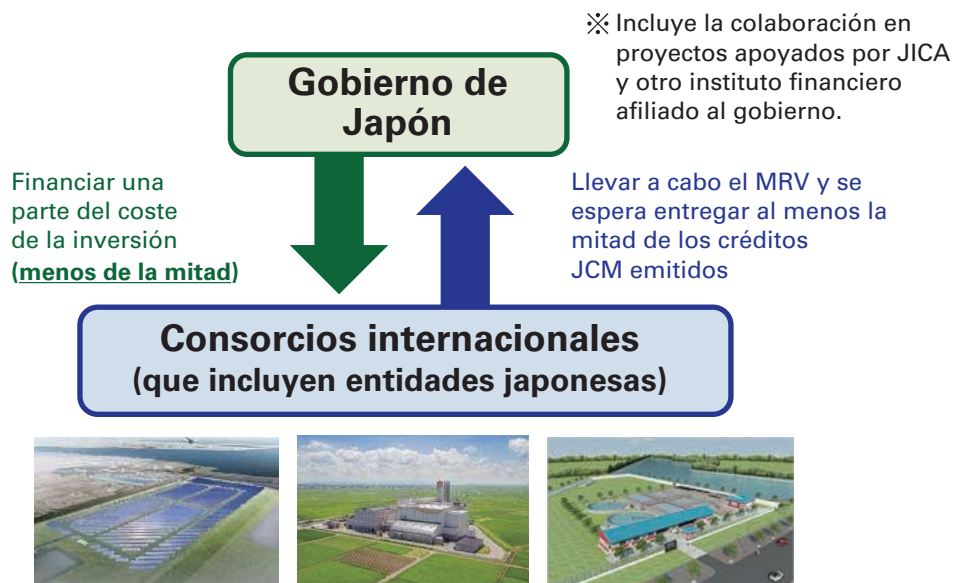 ※ Incluye la colaboración en
proyectos apoyados por JICA
y otro instituto financiero
afiliado al gobierno.
Gobierno de
Japón
Financiar una
parte del coste
de la inversión
(menos de la mitad)
Llevar a cabo el MRV y se
espera entregar al menos la
mitad de los créditos
JCM emitidos
Consorcios internacionales
(que incluyen entidades japonesas)